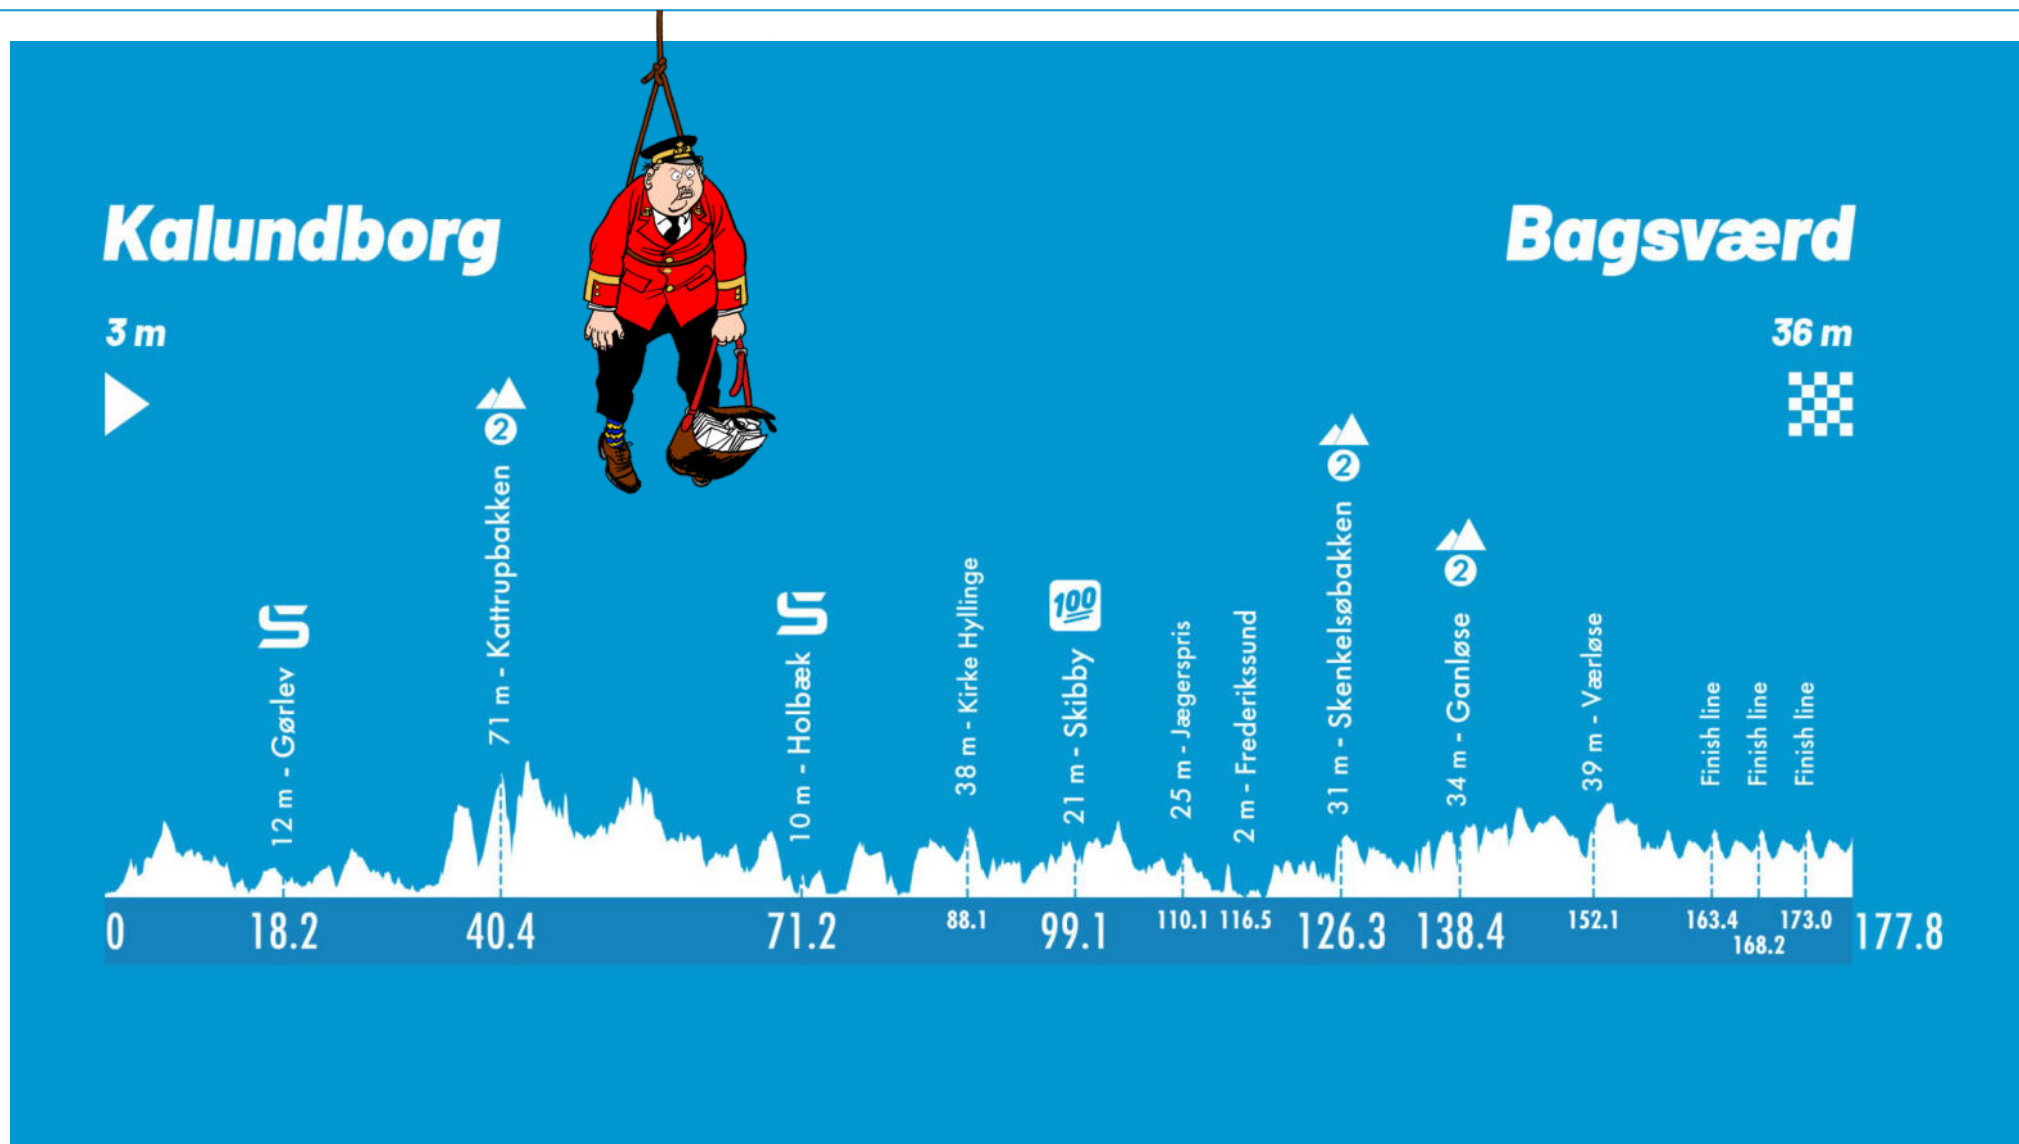 Kalundborg
3 m
Bagsværd
36 m
12 m - Gørlev
S
71 m - Kattrupbakken
2
10 m - Holbæk
S
38 m - Kirke Hyllinge
21 m - Skibby
100
25 m - Jægerspris
2 m - Frederikssund
31 m - Skenkelsøbakken
2
34 m - Ganløse
2
39 m - Værløse
Finish line
Finish line
Finish line
0
18.2
40.4
71.2
88.1
99.1
110.1
116.5
126.3
138.4
152.1
163.4
168.2
173.0
177.8